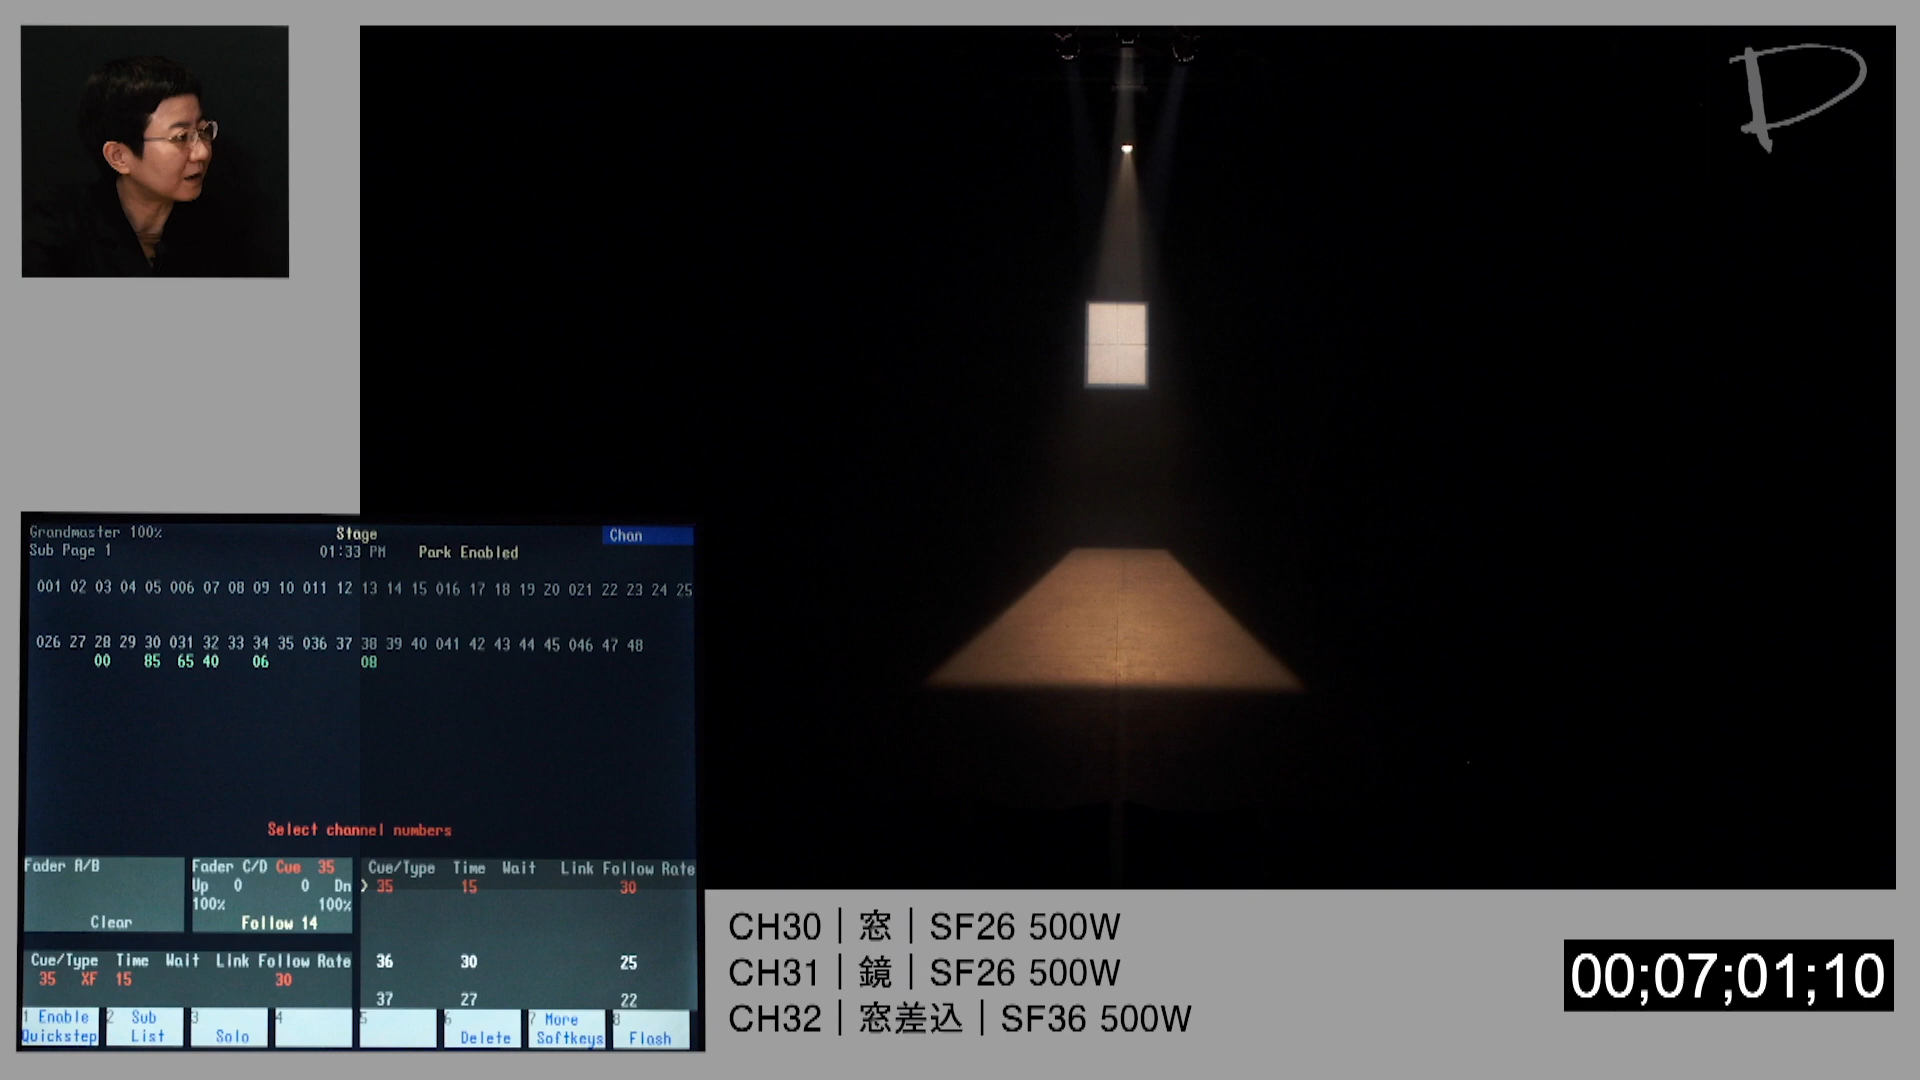 D
Grandmaster 100% Stage Chan
Sub Page 1 01:33 PM Park Enabled
001 02 03 04 05 006 07 08 09 10 011 12 13 14 15 016 17 18 19 20 021 22 23 24 25
026 27 28 29 30 031 32 33 34 35 036 37 38 39 40 041 42 43 44 45 046 47 48
00 85 65 40 06 08
Select channel numbers
Fader A/B
Clear
Fader C/D Cue 35
Up 0 0 Dn
100% 100%
Follow 14
Cue/Type Time Wait Link Follow Rate
35 XF 15 30
Cue/Type Time Wait Link Follow Rate
35 15 30
36 30 25
37 27 22
1 Enable Quickstep
2 Sub List
3 Solo
4
5
6 Delete
7 More Softkeys
8 Flash
CH30｜窓｜SF26 500W
CH31｜鏡｜SF26 500W
CH32｜窓差込｜SF36 500W
00;07;01;10